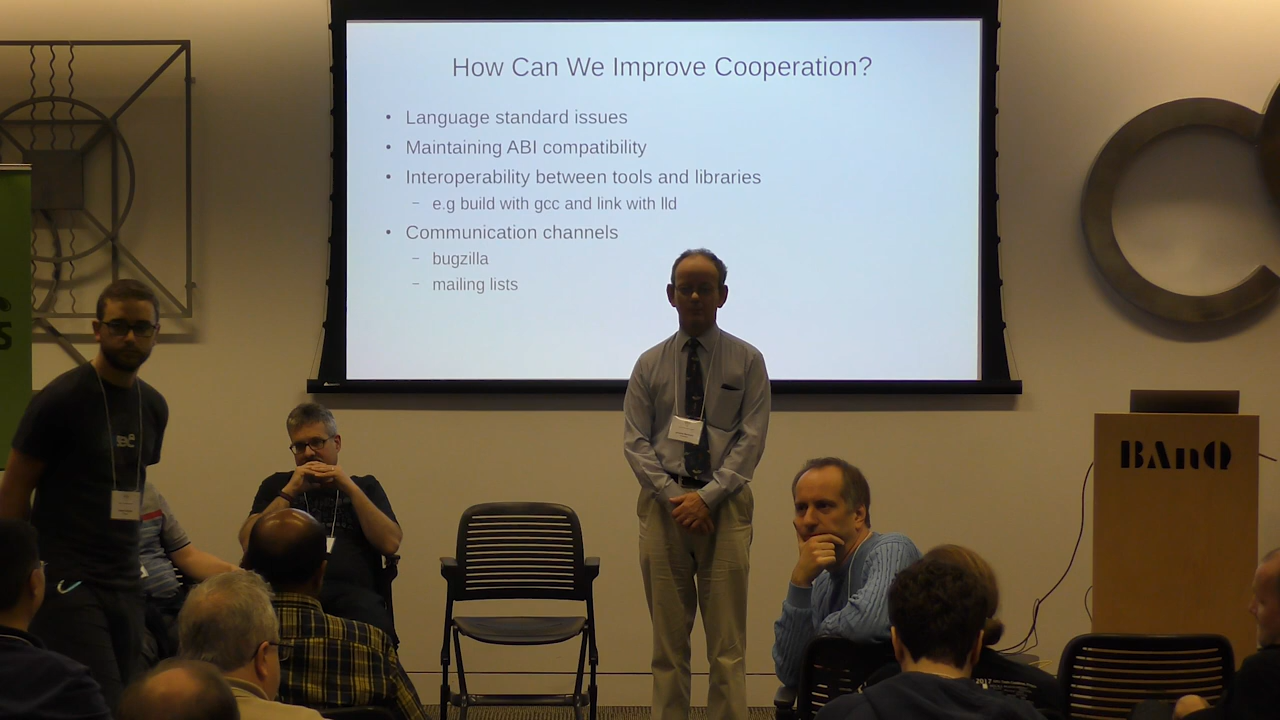 How Can We Improve Cooperation?
• Language standard issues
• Maintaining ABI compatibility
• Interoperability between tools and libraries
– e.g build with gcc and link with lld
• Communication channels
– bugzilla
– mailing lists
BAnQ
2017